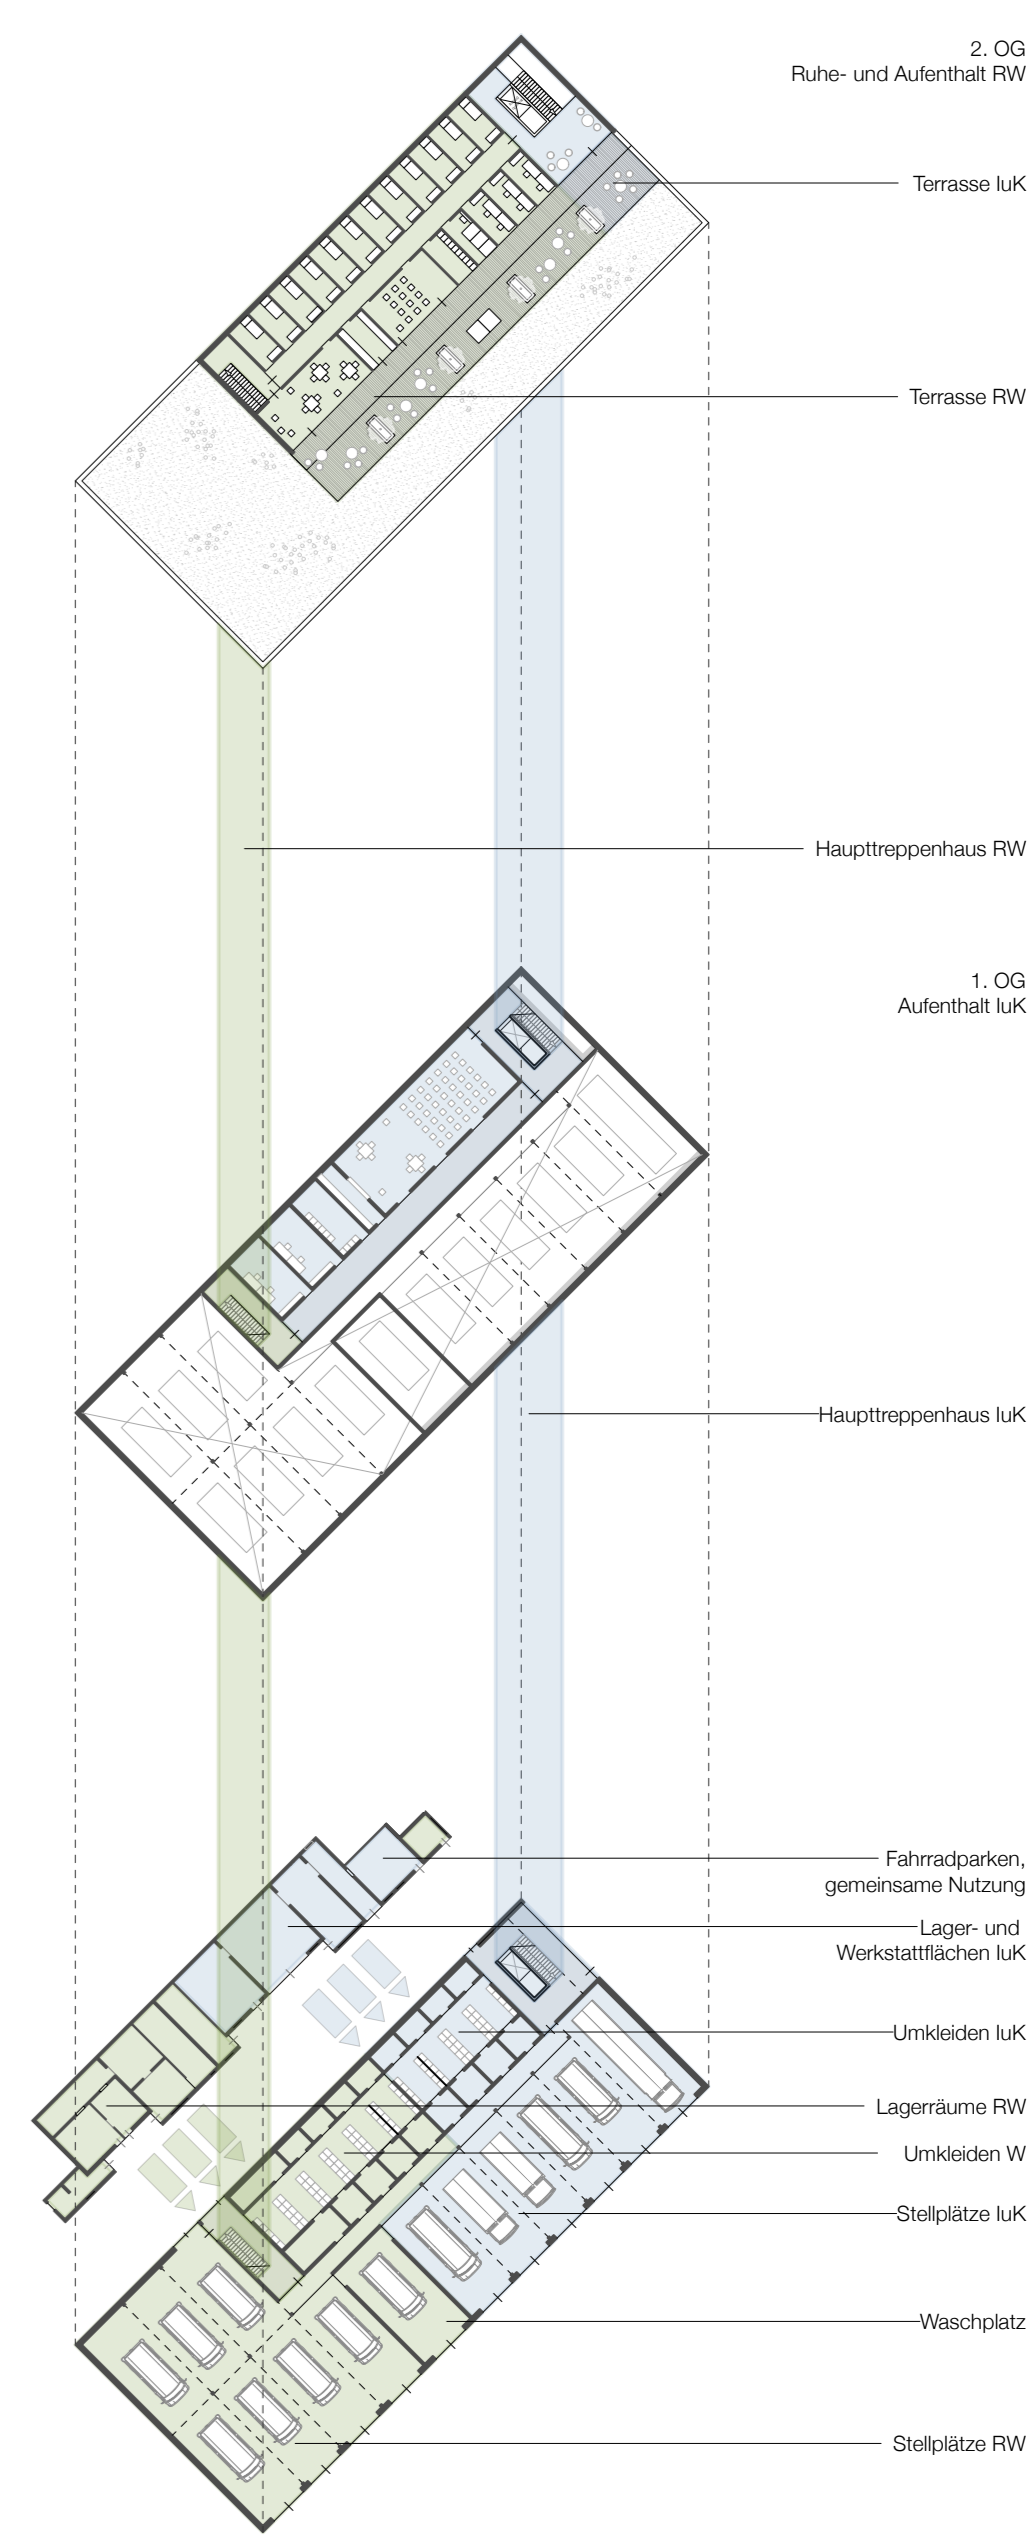 2. OG
Ruhe- und Aufenthalt RW
Terrasse IuK
Terrasse RW
Haupttreppenhaus RW
1. OG
Aufenthalt IuK
Haupttreppenhaus IuK
Fahrradparken,
gemeinsame Nutzung
Lager- und
Werkstattflächen IuK
Umkleiden IuK
Lagerräume RW
Umkleiden W
Stellplätze IuK
Waschplatz
Stellplätze RW